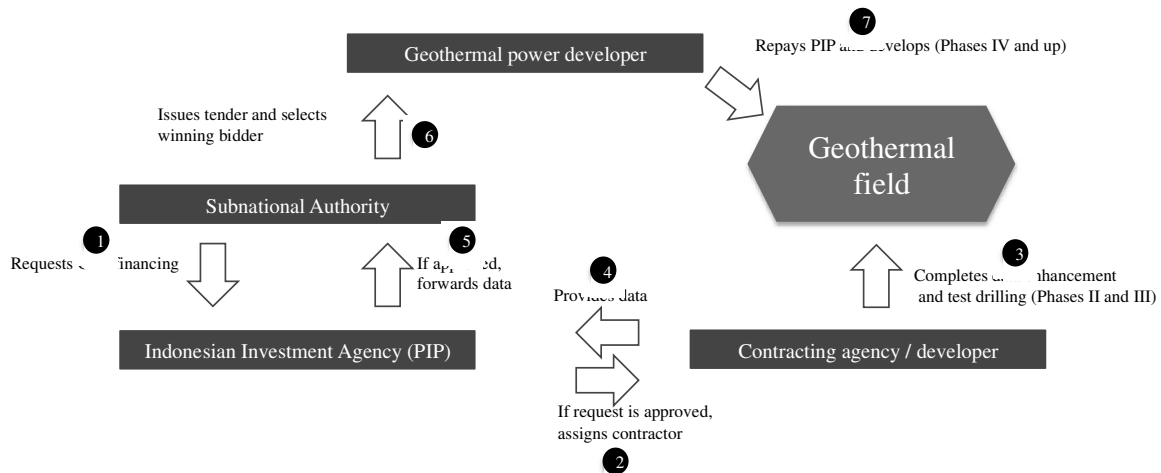 7
Repays PIP and develops (Phases IV and up)
Geothermal power developer
Issues tender and selects
winning bidder
6
Geothermal
field
Subnational Authority
1
Requests financing
5
If approved,
forwards data
4
Provides data
3
Completes enhancement
and test drilling (Phases II and III)
Indonesian Investment Agency (PIP)
Contracting agency / developer
If request is approved,
assigns contractor
2